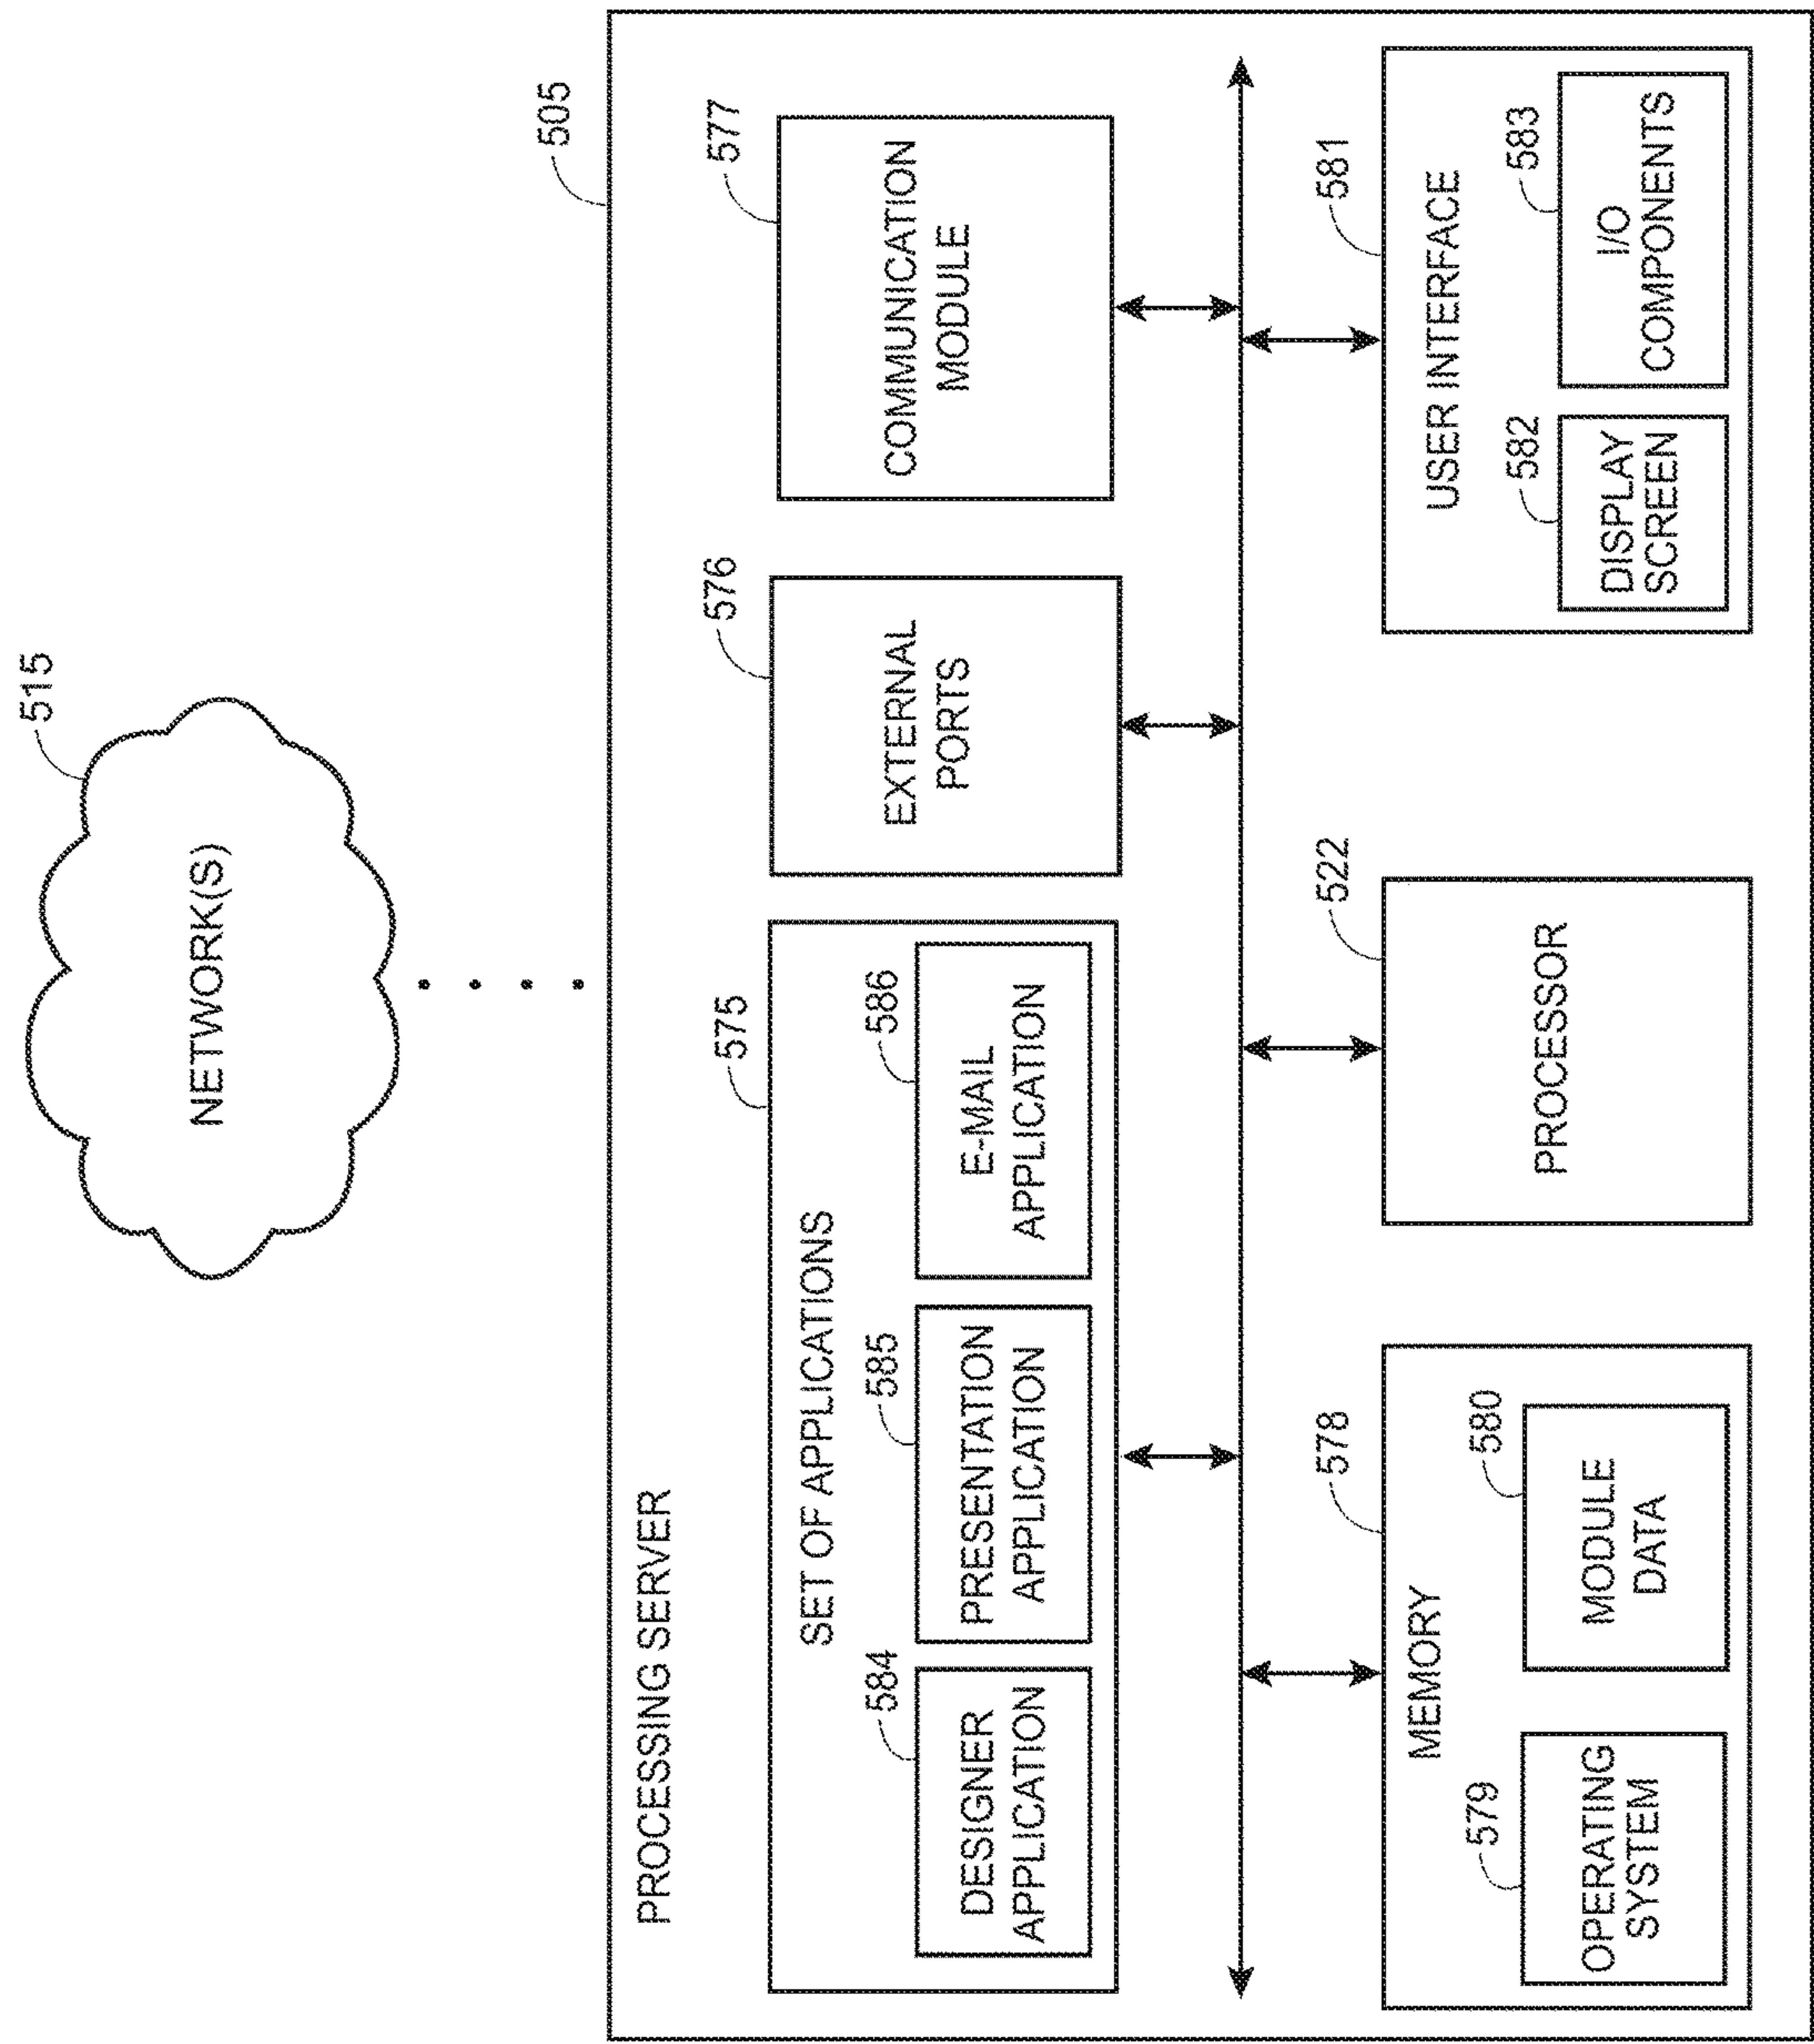 515
NETWORK(S)
505
PROCESSING SERVER
575
SET OF APPLICATIONS
584
DESIGNER
APPLICATION
585
PRESENTATION
APPLICATION
586
E-MAIL
APPLICATION
576
EXTERNAL
PORTS
577
COMMUNICATION
MODULE
578
MEMORY
579
OPERATING
SYSTEM
580
MODULE
DATA
522
PROCESSOR
581
USER INTERFACE
582
DISPLAY
SCREEN
583
I/O
COMPONENTS